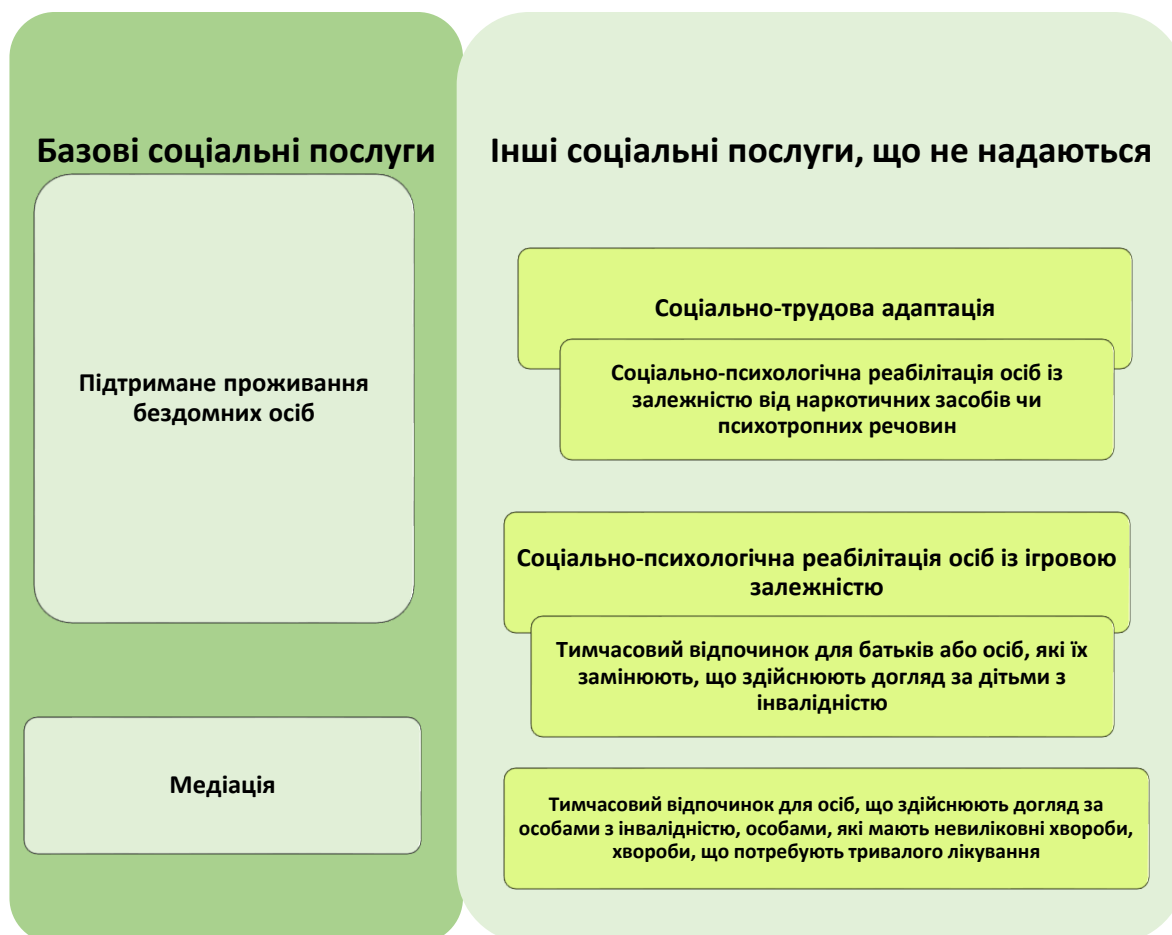 Базові соціальні послуги
Підтримане проживання
бездомних осіб
Медіація
Інші соціальні послуги, що не надаються
Соціально-трудова адаптація
Соціально-психологічна реабілітація осіб із
залежністю від наркотичних засобів чи
психотропних речовин
Соціально-психологічна реабілітація осіб із ігровою
залежністю
Тимчасовий відпочинок для батьків або осіб, які їх
замінюють, що здійснюють догляд за дітьми з
інвалідністю
Тимчасовий відпочинок для осіб, що здійснюють догляд за
особами з інвалідністю, особами, які мають невиліковні хвороби,
хвороби, що потребують тривалого лікування